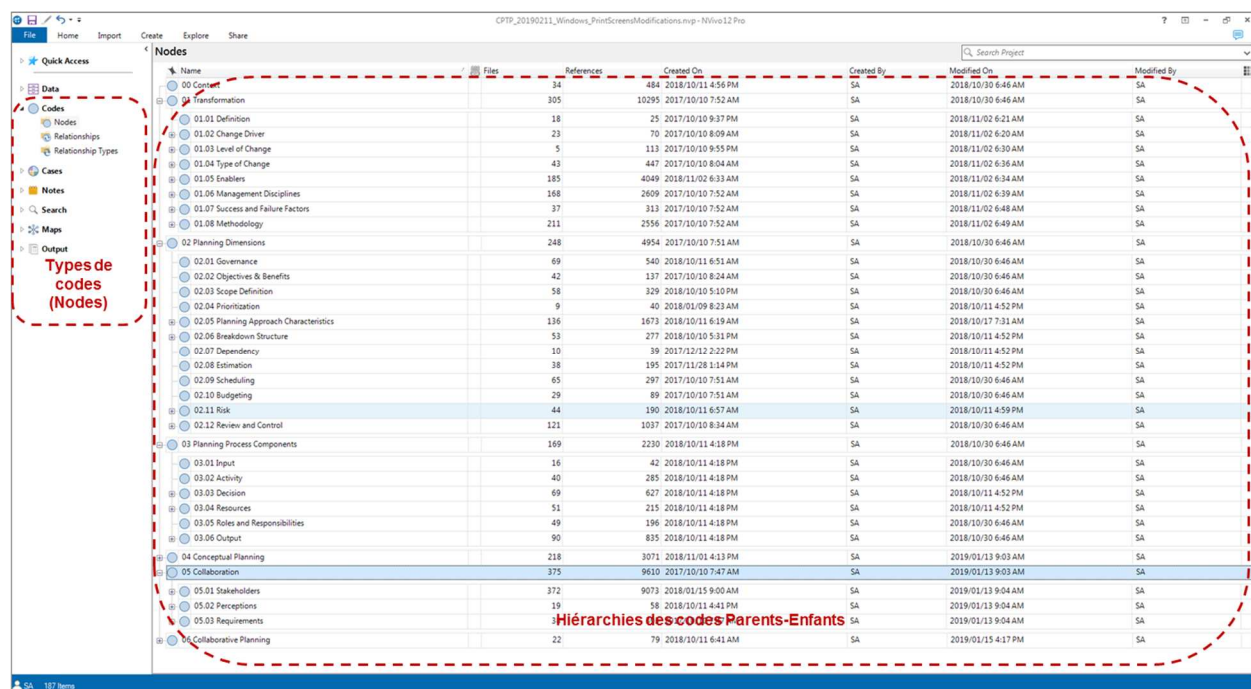 CPTP_20190211_Windows_PrintScreensModifications.nvp - NVivo12 Pro
File Home Import Create Explore Share
Quick Access
Data
Codes
Nodes
Relationships
Relationship Types
Cases
Notes
Search
Maps
Output
Types de
codes
(Nodes)
Nodes
Search Project
Name Files References Created On Created By Modified On Modified By
00 Context 34 484 2018/10/11 4:56 PM SA 2018/10/30 6:46 AM SA
01 Transformation 305 10295 2017/10/10 7:52 AM SA 2018/10/30 6:46 AM SA
01.01 Definition 18 25 2017/10/10 9:37 PM SA 2018/11/02 6:21 AM SA
01.02 Change Driver 23 70 2017/10/10 8:09 AM SA 2018/11/02 6:20 AM SA
01.03 Level of Change 5 113 2017/10/10 9:55 PM SA 2018/11/02 6:30 AM SA
01.04 Type of Change 43 447 2017/10/10 8:04 AM SA 2018/11/02 6:36 AM SA
01.05 Enablers 185 4049 2018/11/02 6:33 AM SA 2018/11/02 6:34 AM SA
01.06 Management Disciplines 168 2609 2017/10/10 7:52 AM SA 2018/11/02 6:39 AM SA
01.07 Success and Failure Factors 37 313 2017/10/10 7:52 AM SA 2018/11/02 6:48 AM SA
01.08 Methodology 211 2556 2017/10/10 7:52 AM SA 2018/11/02 6:49 AM SA
02 Planning Dimensions 248 4954 2017/10/10 7:51 AM SA 2018/10/30 6:46 AM SA
02.01 Governance 69 540 2018/10/11 6:51 AM SA 2018/10/30 6:46 AM SA
02.02 Objectives & Benefits 42 137 2017/10/10 8:24 AM SA 2018/10/30 6:46 AM SA
02.03 Scope Definition 58 329 2018/10/10 5:10 PM SA 2018/10/30 6:46 AM SA
02.04 Prioritization 9 40 2018/01/09 8:23 AM SA 2018/10/11 4:52 PM SA
02.05 Planning Approach Characteristics 136 1673 2018/10/11 6:19 AM SA 2018/10/17 7:31 AM SA
02.06 Breakdown Structure 53 277 2018/10/10 5:31 PM SA 2018/10/11 4:52 PM SA
02.07 Dependency 10 39 2017/12/12 2:22 PM SA 2018/10/11 4:52 PM SA
02.08 Estimation 38 195 2017/11/28 1:14 PM SA 2018/10/11 4:52 PM SA
02.09 Scheduling 65 297 2017/10/10 7:51 AM SA 2018/10/30 6:46 AM SA
02.10 Budgeting 29 89 2017/10/10 7:51 AM SA 2018/10/30 6:46 AM SA
02.11 Risk 44 190 2018/10/11 6:57 AM SA 2018/10/11 4:59 PM SA
02.12 Review and Control 121 1037 2017/10/10 8:34 AM SA 2018/10/30 6:46 AM SA
03 Planning Process Components 169 2230 2018/10/11 4:18 PM SA 2018/10/30 6:46 AM SA
03.01 Input 16 42 2018/10/11 4:18 PM SA 2018/10/30 6:46 AM SA
03.02 Activity 40 285 2018/10/11 4:18 PM SA 2018/10/30 6:46 AM SA
03.03 Decision 69 627 2018/10/11 4:18 PM SA 2018/10/11 4:52 PM SA
03.04 Resources 51 215 2018/10/11 4:18 PM SA 2018/10/11 4:52 PM SA
03.05 Roles and Responsibilities 49 196 2018/10/11 4:18 PM SA 2018/10/30 6:46 AM SA
03.06 Output 90 835 2018/10/11 4:18 PM SA 2018/10/30 6:46 AM SA
04 Conceptual Planning 218 3071 2018/11/01 4:13 PM SA 2019/01/13 9:03 AM SA
05 Collaboration 375 9610 2017/10/10 7:47 AM SA 2019/01/13 9:03 AM SA
05.01 Stakeholders 372 9073 2018/01/15 9:00 AM SA 2019/01/13 9:04 AM SA
05.02 Perceptions 19 58 2018/10/11 4:41 PM SA 2019/01/13 9:04 AM SA
05.03 Requirements SA 2019/01/13 9:04 AM SA
Hiérarchies des codes Parents-Enfants
06 Collaborative Planning 22 79 2018/10/11 6:41 AM SA 2019/01/15 4:17 PM SA
SA 187 Items